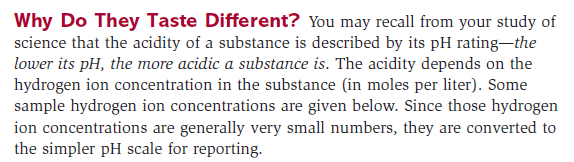 Why Do They Taste Different? You may recall from your study of
science that the acidity of a substance is described by its pH rating—the
lower its pH, the more acidic a substance is. The acidity depends on the
hydrogen ion concentration in the substance (in moles per liter). Some
sample hydrogen ion concentrations are given below. Since those hydrogen
ion concentrations are generally very small numbers, they are converted to
the simpler pH scale for reporting.